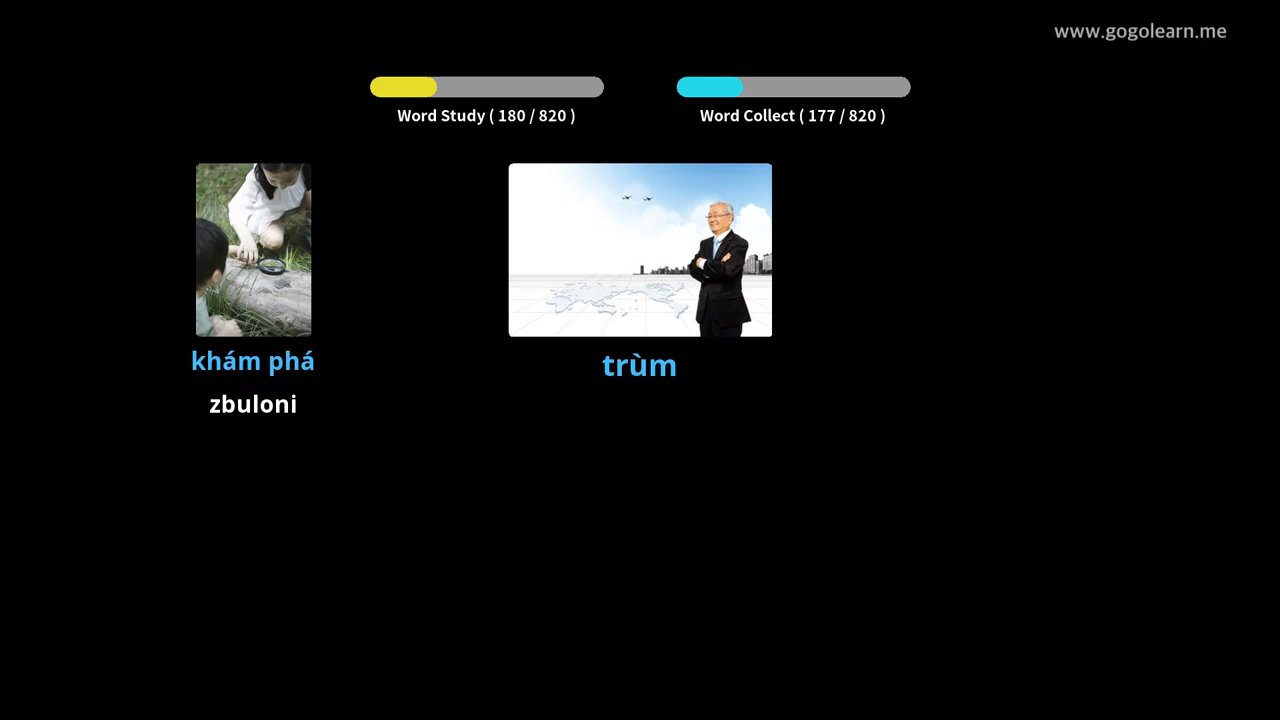 www.gogolearn.me
Word Study ( 180 / 820 )
Word Collect ( 177 / 820 )
khám phá
zbuloni
trùm